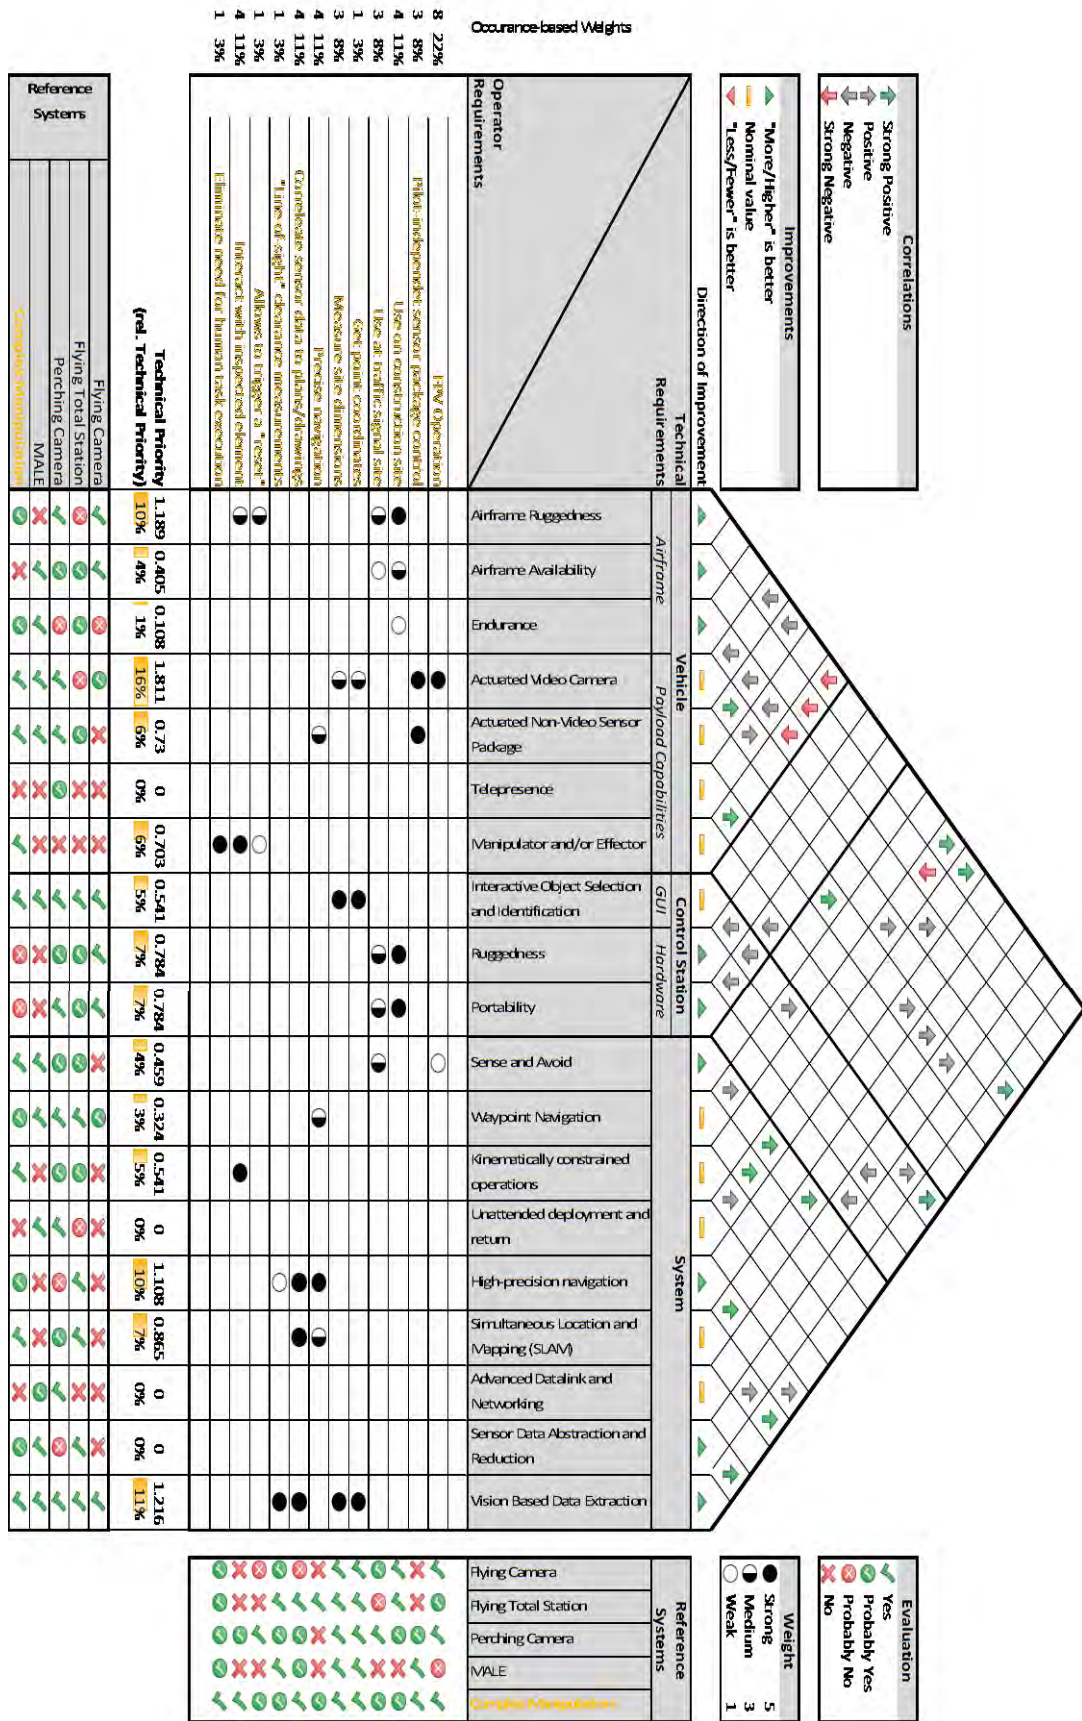 Correlations
Strong Positive
Positive
Negative
Strong Negative
Improvements
"More/Higher" is better
Nominal value
"Less/Fewer" is better
Evaluation
Yes
Probably Yes
Probably No
No
Weight
Strong 5
Medium 3
Weak 1
Direction of Improvement
Technical
Requirements
Vehicle
Control Station
System
Airframe
Payload Capabilities
GUI
Hardware
Airframe Ruggedness
Airframe Availability
Endurance
Actuated Video Camera
Actuated Non-Video Sensor
Package
Telepresence
Manipulator and/or Effector
Interactive Object Selection
and Identification
Ruggedness
Portability
Sense and Avoid
Waypoint Navigation
Kinematically constrained
operations
Unattended deployment and
return
High-precision navigation
Simultaneous Location and
Mapping (SLAM)
Advanced Datalink and
Networking
Sensor Data Abstraction and
Reduction
Vision Based Data Extraction
Reference
Systems
Flying Camera
Flying Total Station
Perching Camera
MALE
Complex Manipulation
Occurance-based Weights
Operator
Requirements
8 22% FPV Operation
3 8% Pilot-independet sensor package control
4 11% Use on construction site
3 8% Use at traffic signal site
1 3% Get point coordinates
3 8% Measure site dimensions
4 11% Precise navigation
4 11% Correleate sensor data to plans/drawings
1 3% "Line-of-sight" clearance measurements
1 3% Allows to trigger a "reset"
4 11% Interact with inspected element
1 3% Eliminate need for human task execution
Technical Priority 1.189 0.405 0.108 1.811 0.73 0 0.703 0.541 0.784 0.784 0.459 0.324 0.541 0 1.108 0.865 0 0 1.216
(rel. Technical Priority) 10% 4% 1% 16% 6% 0% 6% 5% 7% 7% 4% 3% 5% 0% 10% 7% 0% 0% 11%
Reference
Systems
Flying Camera
Flying Total Station
Perching Camera
MALE
Complex Manipulation